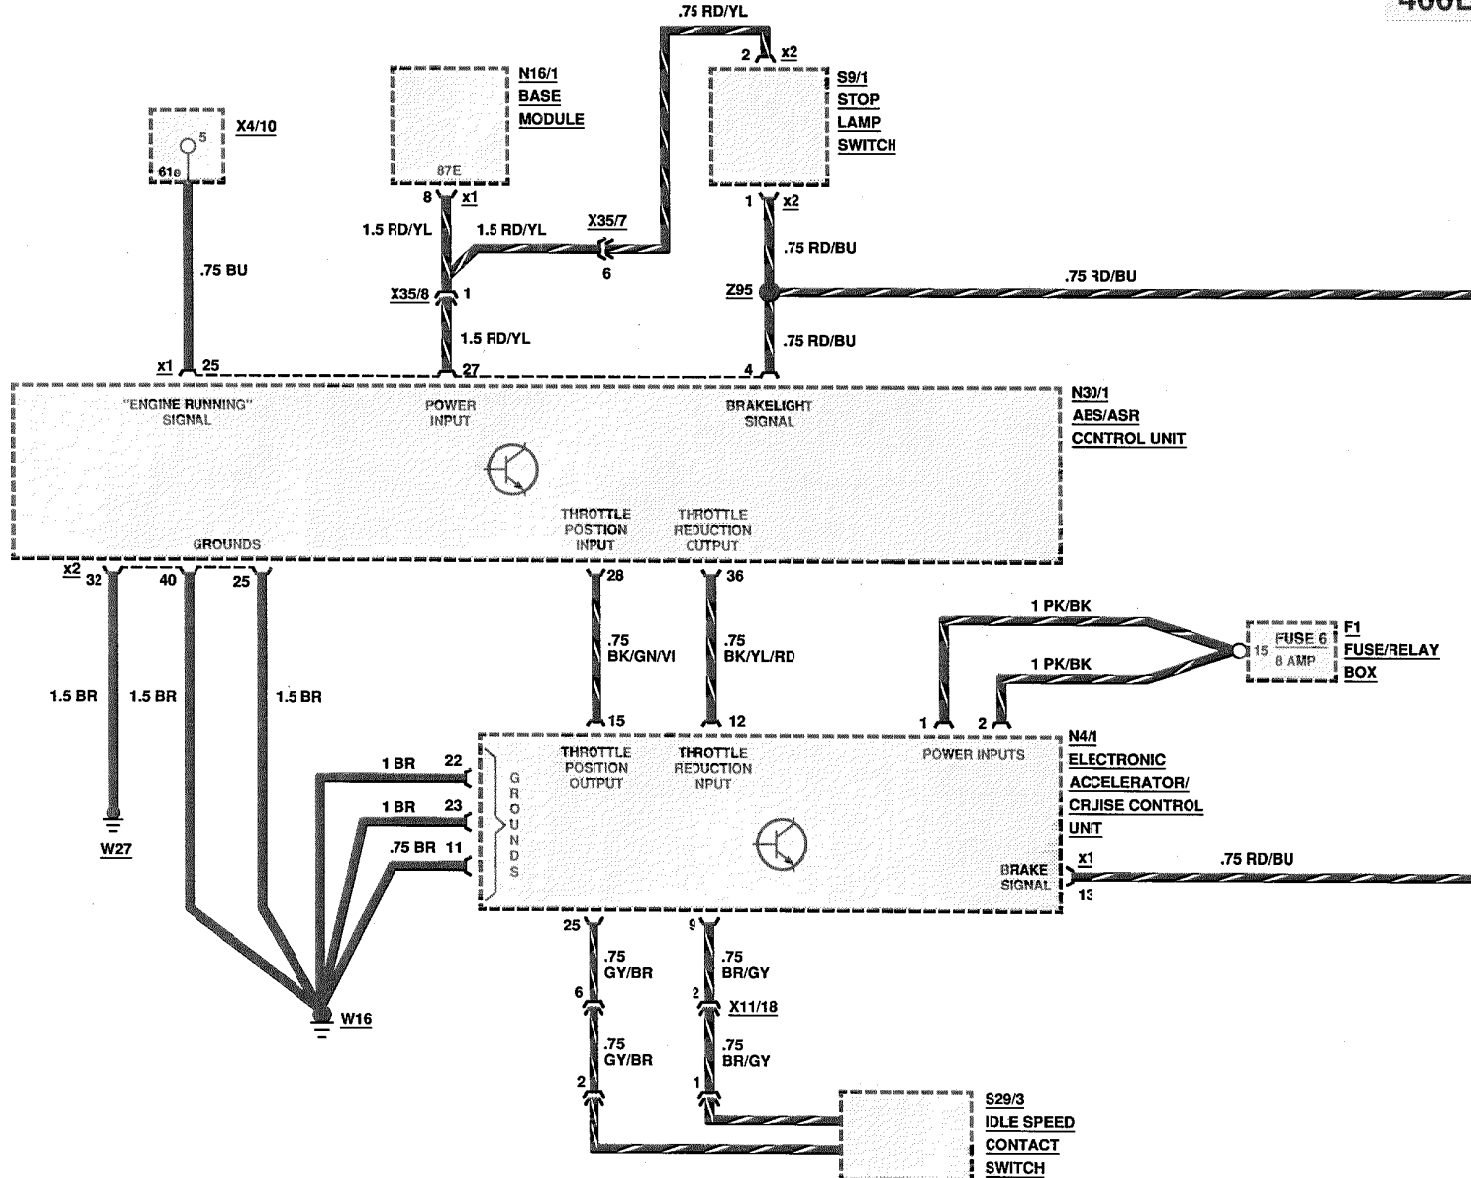 .75 RD/YL
2 x2
N16/1
BASE
MODULE
S9/1
STOP
LAMP
SWITCH
X4/10
5
61e
87E
8 x1
1 x2
1.5 RD/YL
1.5 RD/YL
X35/7
6
.75 RD/BU
.75 BU
X35/8 1
Z95
.75 RD/BU
1.5 RD/YL
.75 RD/BU
x1 25
27
4
"ENGINE RUNNING"
SIGNAL
POWER
INPUT
BRAKELIGHT
SIGNAL
N30/1
ABS/ASR
CONTROL UNIT
THROTTLE
POSTION
INPUT
THROTTLE
REDUCTION
OUTPUT
GROUNDS
x2 32
40
25
28
36
1.5 BR
1.5 BR
1.5 BR
.75
BK/GN/VI
.75
BK/YL/RD
1 PK/BK
1 PK/BK
15
FUSE 6
8 AMP
F1
FUSE/RELAY
BOX
15
12
1
2
W27
1 BR 22
1 BR 23
.75 BR 11
GROUNDS
THROTTLE
POSITION
OUTPUT
THROTTLE
REDUCTION
INPUT
POWER INPUTS
N4/1
ELECTRONIC
ACCELERATOR/
CRUISE CONTROL
UNIT
BRAKE
SIGNAL
x1
13
.75 RD/BU
W16
25
9
.75
GY/BR
.75
BR/GY
6
2
X11/18
.75
GY/BR
.75
BR/GY
2
1
S29/3
IDLE SPEED
CONTACT
SWITCH